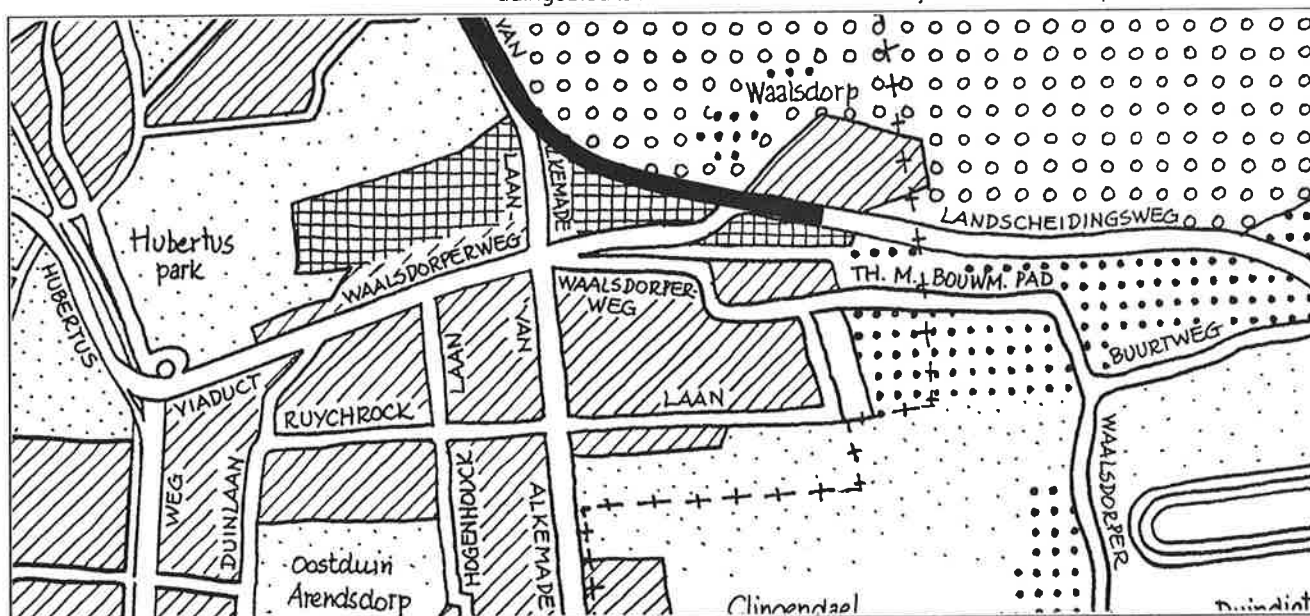 VAN
Waalsdorp
LAAN-
ALKEMADE
Hubertus
park
LANDSCHEIDINGSWEG
WAALSDORPERWEG
HUBERTUS
TH. M. BOUWM. PAD
WAALSDORPER-
WEG
LAAN
VAN
BUURTWEG
VIADUCT
RUYCHROCK
LAAN
WEG
DUINLAAN
HOGENHOUCK
ALKEMADE
WAALSDORPER
Oostduin
Arendsdorp
Clingendael